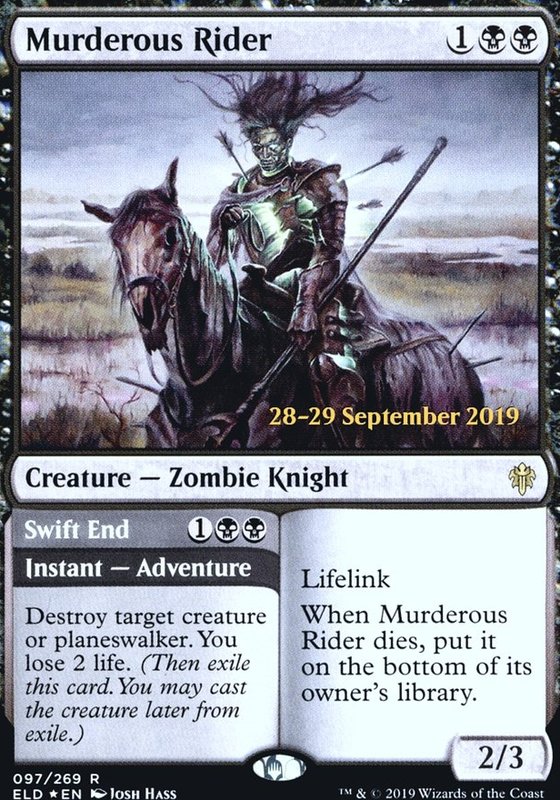 Murderous Rider 1
28–29 September 2019
Creature — Zombie Knight
Swift End 1
Instant — Adventure
Destroy target creature
or planeswalker. You
lose 2 life. (Then exile
this card. You may cast
the creature later from
exile.)
Lifelink
When Murderous
Rider dies, put it
on the bottom of its
owner's library.
2/3
097/269 R
ELD ★ EN Josh Hass
™ & © 2019 Wizards of the Coast